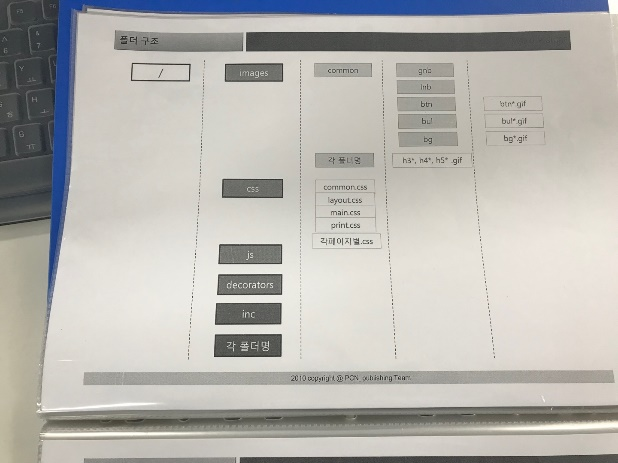 폴더 구조
/
images
common
gnb
lnb
btn
btn*.gif
bul
bul*.gif
bg
bg*.gif
각 폴더명
h3*, h4*, h5* .gif
css
common.css
layout.css
main.css
print.css
각페이지별.css
js
decorators
inc
각 폴더명
2010 copyright @ PCN publishing Team